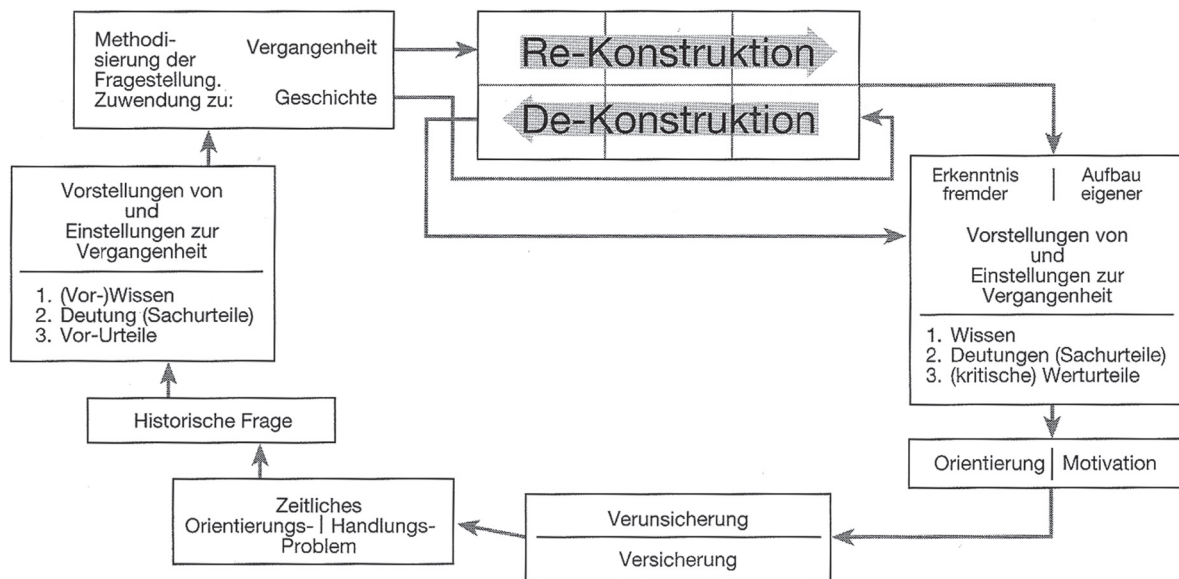 Methodi-
sierung der
Fragestellung.
Zuwendung zu:
Vergangenheit
Geschichte
Re-Konstruktion
De-Konstruktion
Vorstellungen von
und
Einstellungen zur
Vergangenheit
1. (Vor-)Wissen
2. Deutung (Sachurteile)
3. Vor-Urteile
Historische Frage
Zeitliches
Orientierungs- | Handlungs-
Problem
Verunsicherung
Versicherung
Orientierung | Motivation
Erkenntnis | Aufbau
fremder | eigener
Vorstellungen von
und
Einstellungen zur
Vergangenheit
1. Wissen
2. Deutungen (Sachurteile)
3. (kritische) Werturteile